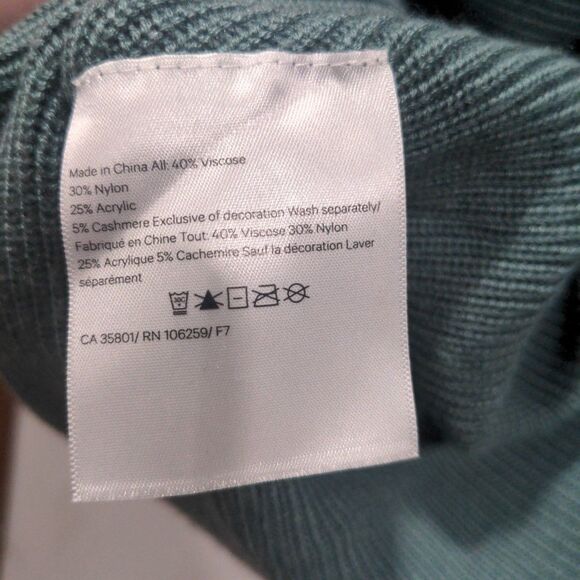 Made in China All: 40% Viscose
30% Nylon
25% Acrylic
5% Cashmere Exclusive of decoration Wash separately/
Fabriqué en Chine Tout: 40% Viscose 30% Nylon
25% Acrylique 5% Cachemire Sauf la décoration Laver
séparément
30C
CA 35801/ RN 106259/ F7